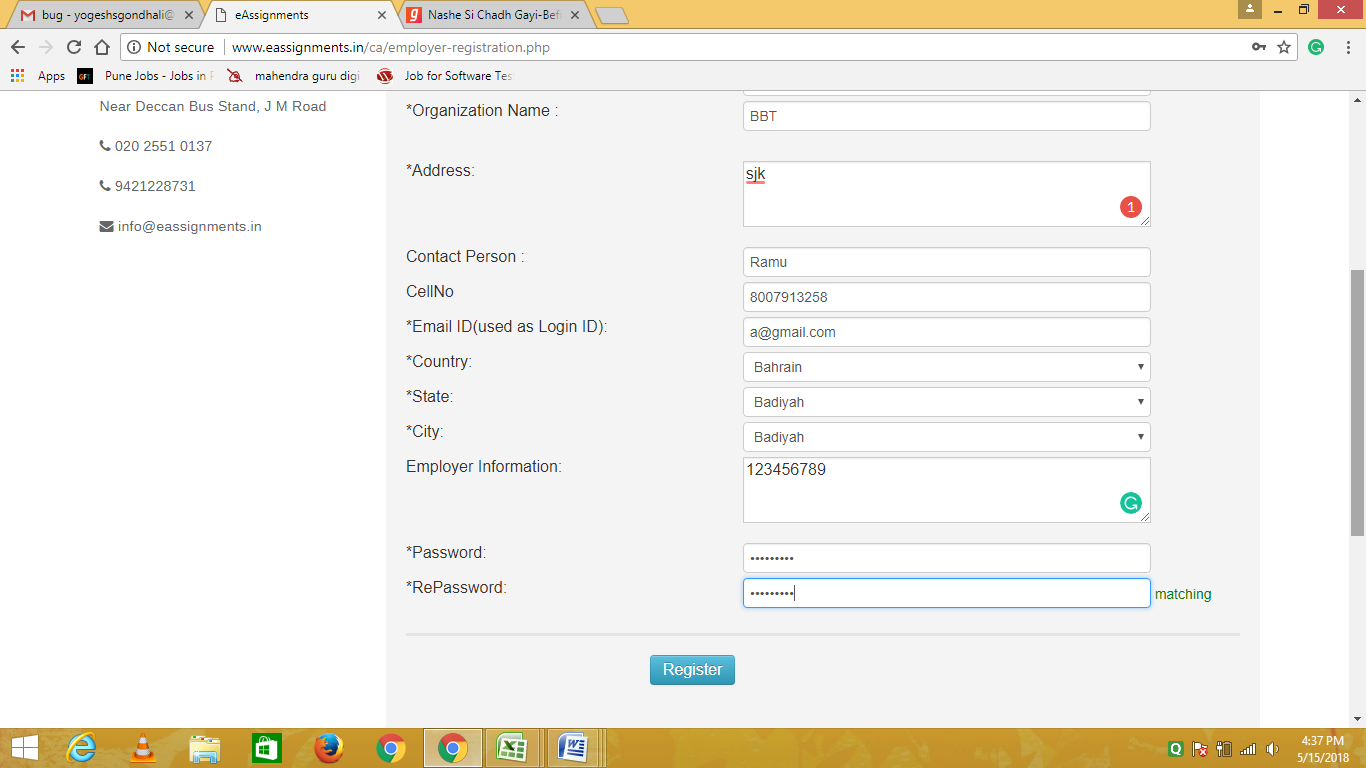 bug - yogeshsgondhali@
eAssignments
Nashe Si Chadh Gayi-Befi
Not secure
www.eassignments.in/ca/employer-registration.php
Apps
GF!
Pune Jobs - Jobs in P
mahendra guru digi
Job for Software Tes
Near Deccan Bus Stand, J M Road
020 2551 0137
9421228731
info@eassignments.in
*Organization Name :
BBT
*Address:
sjk
1
Contact Person :
Ramu
CellNo
8007913258
*Email ID(used as Login ID):
a@gmail.com
*Country:
Bahrain
*State:
Badiyah
*City:
Badiyah
Employer Information:
123456789
*Password:
•••••••••
*RePassword:
•••••••••
matching
Register
4:37 PM
5/15/2018